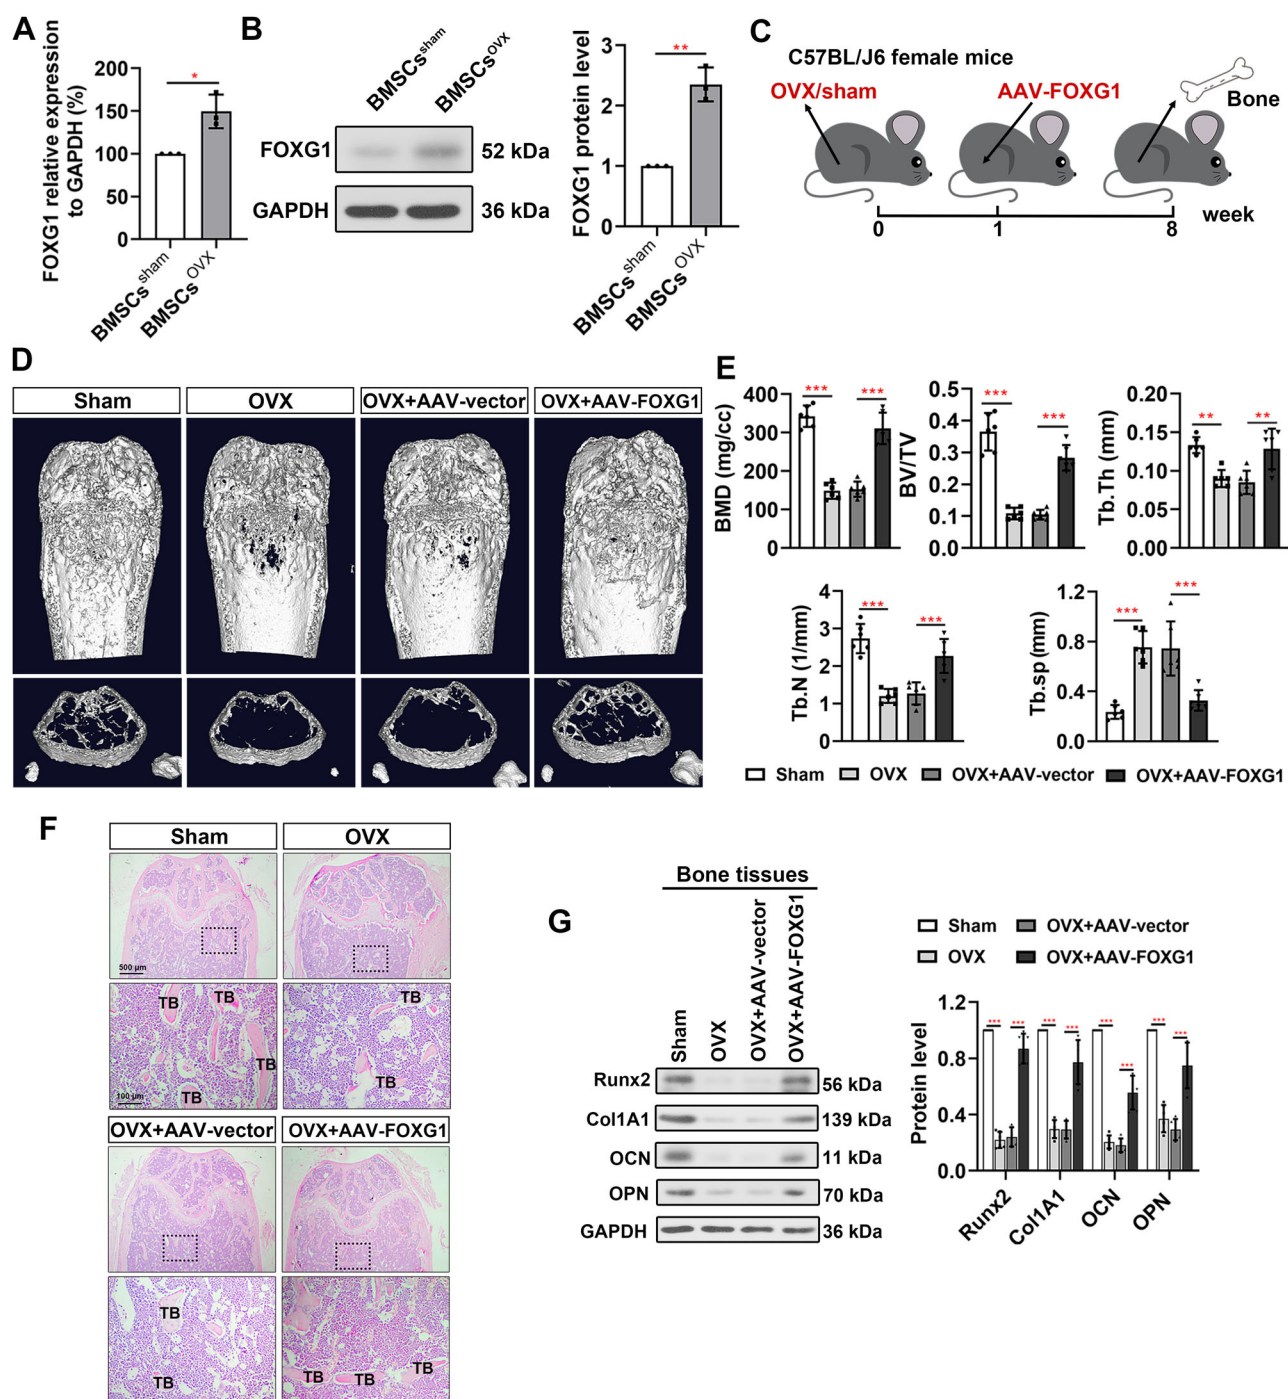 A
FOXG1 relative expression
to GAPDH (%)
200
150
100
50
0
*
BMSCs sham
BMSCs OVX
B
BMSCs sham
BMSCs OVX
FOXG1
52 kDa
GAPDH
36 kDa
FOXG1 protein level
3
2
1
0
**
BMSCs sham
BMSCs OVX
C
C57BL/J6 female mice
OVX/sham
AAV-FOXG1
Bone
0
1
8
week
D
Sham
OVX
OVX+AAV-vector
OVX+AAV-FOXG1
E
BMD (mg/cc)
400
300
200
100
0
***
***
BV/TV
0.5
0.4
0.3
0.2
0.1
0.0
***
***
Tb.Th (mm)
0.20
0.15
0.10
0.05
0.00
**
**
Tb.N (1/mm)
4
3
2
1
***
***
Tb.sp (mm)
1.2
0.8
0.4
0.0
***
***
Sham
OVX
OVX+AAV-vector
OVX+AAV-FOXG1
F
Sham
OVX
500 μm
TB
TB
TB
TB
100 μm
TB
TB
OVX+AAV-vector
OVX+AAV-FOXG1
TB
TB
TB
TB
TB
G
Bone tissues
Sham
OVX
OVX+AAV-vector
OVX+AAV-FOXG1
Runx2
56 kDa
Col1A1
139 kDa
OCN
11 kDa
OPN
70 kDa
GAPDH
36 kDa
Sham
OVX+AAV-vector
OVX
OVX+AAV-FOXG1
Protein level
1.2
0.8
0.4
0.0
***
***
***
***
***
***
***
***
Runx2
Col1A1
OCN
OPN